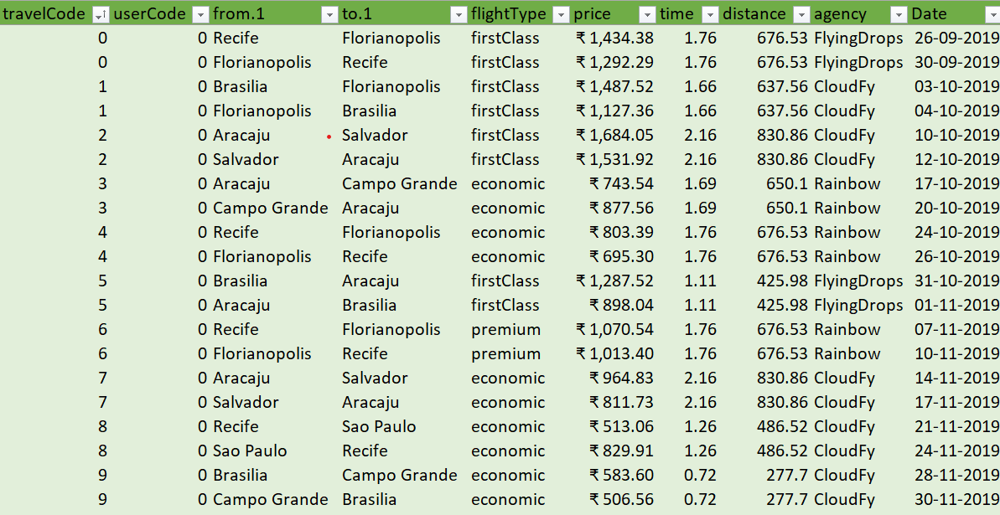 travelCode userCode from.1 to.1 flightType price time distance agency Date
0 0 Recife Florianopolis firstClass ₹ 1,434.38 1.76 676.53 FlyingDrops 26-09-2019
0 0 Florianopolis Recife firstClass ₹ 1,292.29 1.76 676.53 FlyingDrops 30-09-2019
1 0 Brasilia Florianopolis firstClass ₹ 1,487.52 1.66 637.56 CloudFy 03-10-2019
1 0 Florianopolis Brasilia firstClass ₹ 1,127.36 1.66 637.56 CloudFy 04-10-2019
2 0 Aracaju Salvador firstClass ₹ 1,684.05 2.16 830.86 CloudFy 10-10-2019
2 0 Salvador Aracaju firstClass ₹ 1,531.92 2.16 830.86 CloudFy 12-10-2019
3 0 Aracaju Campo Grande economic ₹ 743.54 1.69 650.1 Rainbow 17-10-2019
3 0 Campo Grande Aracaju economic ₹ 877.56 1.69 650.1 Rainbow 20-10-2019
4 0 Recife Florianopolis economic ₹ 803.39 1.76 676.53 Rainbow 24-10-2019
4 0 Florianopolis Recife economic ₹ 695.30 1.76 676.53 Rainbow 26-10-2019
5 0 Brasilia Aracaju firstClass ₹ 1,287.52 1.11 425.98 FlyingDrops 31-10-2019
5 0 Aracaju Brasilia firstClass ₹ 898.04 1.11 425.98 FlyingDrops 01-11-2019
6 0 Recife Florianopolis premium ₹ 1,070.54 1.76 676.53 Rainbow 07-11-2019
6 0 Florianopolis Recife premium ₹ 1,013.40 1.76 676.53 Rainbow 10-11-2019
7 0 Aracaju Salvador economic ₹ 964.83 2.16 830.86 CloudFy 14-11-2019
7 0 Salvador Aracaju economic ₹ 811.73 2.16 830.86 CloudFy 17-11-2019
8 0 Recife Sao Paulo economic ₹ 513.06 1.26 486.52 CloudFy 21-11-2019
8 0 Sao Paulo Recife economic ₹ 829.91 1.26 486.52 CloudFy 24-11-2019
9 0 Brasilia Campo Grande economic ₹ 583.60 0.72 277.7 CloudFy 28-11-2019
9 0 Campo Grande Brasilia economic ₹ 506.56 0.72 277.7 CloudFy 30-11-2019